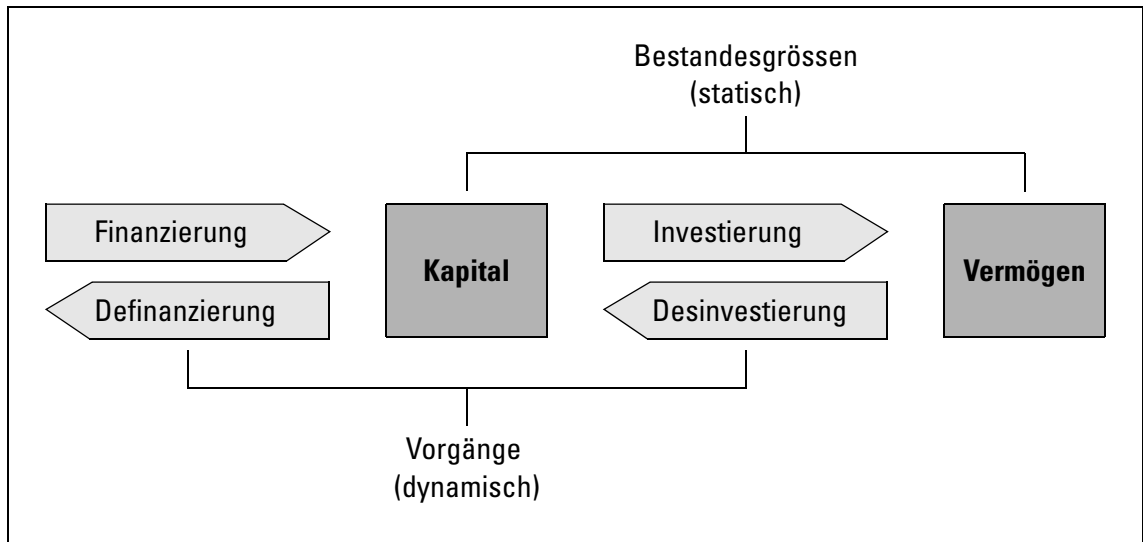 Bestandesgrössen
(statisch)
Finanzierung
Definanzierung
Kapital
Investierung
Desinvestierung
Vermögen
Vorgänge
(dynamisch)